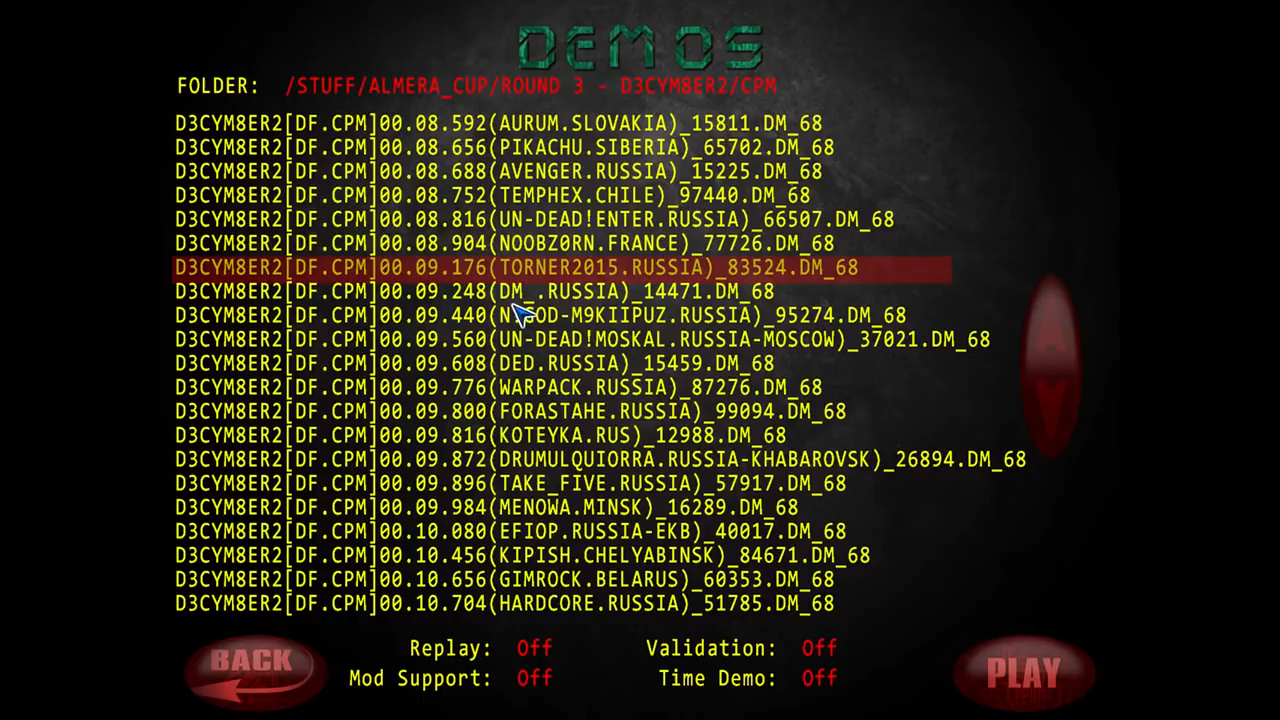 DEMOS
FOLDER: /STUFF/ALMERA_CUP/ROUND 3 - D3CYM8ER2/CPM
D3CYM8ER2[DF.CPM]00.08.592(AURUM.SLOVAKIA)_15811.DM_68
D3CYM8ER2[DF.CPM]00.08.656(PIKACHU.SIBERIA)_65702.DM_68
D3CYM8ER2[DF.CPM]00.08.688(AVENGER.RUSSIA)_15225.DM_68
D3CYM8ER2[DF.CPM]00.08.752(TEMPHEX.CHILE)_97440.DM_68
D3CYM8ER2[DF.CPM]00.08.816(UN-DEAD!ENTER.RUSSIA)_66507.DM_68
D3CYM8ER2[DF.CPM]00.08.904(NOOBZ0RN.FRANCE)_77726.DM_68
D3CYM8ER2[DF.CPM]00.09.176(TORNER2015.RUSSIA)_83524.DM_68
D3CYM8ER2[DF.CPM]00.09.248(DM_.RUSSIA)_14471.DM_68
D3CYM8ER2[DF.CPM]00.09.440( _95274.DM_68
D3CYM8ER2[DF.CPM]00.09.560(UN-DEAD!MOSKAL.RUSSIA-MOSCOW)_37021.DM_68
D3CYM8ER2[DF.CPM]00.09.608(DED.RUSSIA)_15459.DM_68
D3CYM8ER2[DF.CPM]00.09.776(WARPACK.RUSSIA)_87276.DM_68
D3CYM8ER2[DF.CPM]00.09.800(FORASTAHE.RUSSIA)_99094.DM_68
D3CYM8ER2[DF.CPM]00.09.816(KOTEYKA.RUS)_12988.DM_68
D3CYM8ER2[DF.CPM]00.09.872(DRUMULQUIORRA.RUSSIA-KHABAROVSK)_26894.DM_68
D3CYM8ER2[DF.CPM]00.09.896(TAKE_FIVE.RUSSIA)_57917.DM_68
D3CYM8ER2[DF.CPM]00.09.984(MENOWA.MINSK)_16289.DM_68
D3CYM8ER2[DF.CPM]00.10.080(EFIOP.RUSSIA-EKB)_40017.DM_68
D3CYM8ER2[DF.CPM]00.10.456(KIPISH.CHELYABINSK)_84671.DM_68
D3CYM8ER2[DF.CPM]00.10.656(GIMROCK.BELARUS)_60353.DM_68
D3CYM8ER2[DF.CPM]00.10.704(HARDCORE.RUSSIA)_51785.DM_68
Replay: Off Validation: Off
Mod Support: Off Time Demo: Off
BACK PLAY